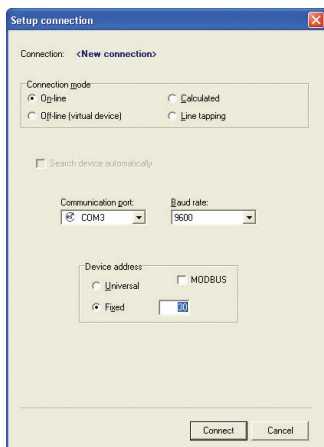 Setup connection
Connection: <New connection>
Connection mode
On-line
Calculated
Off-line (virtual device)
Line tapping
Search device automatically
Communication port:
Baud rate:
COM3
9600
Device address
Universal
MODBUS
Fixed
30
Connect
Cancel